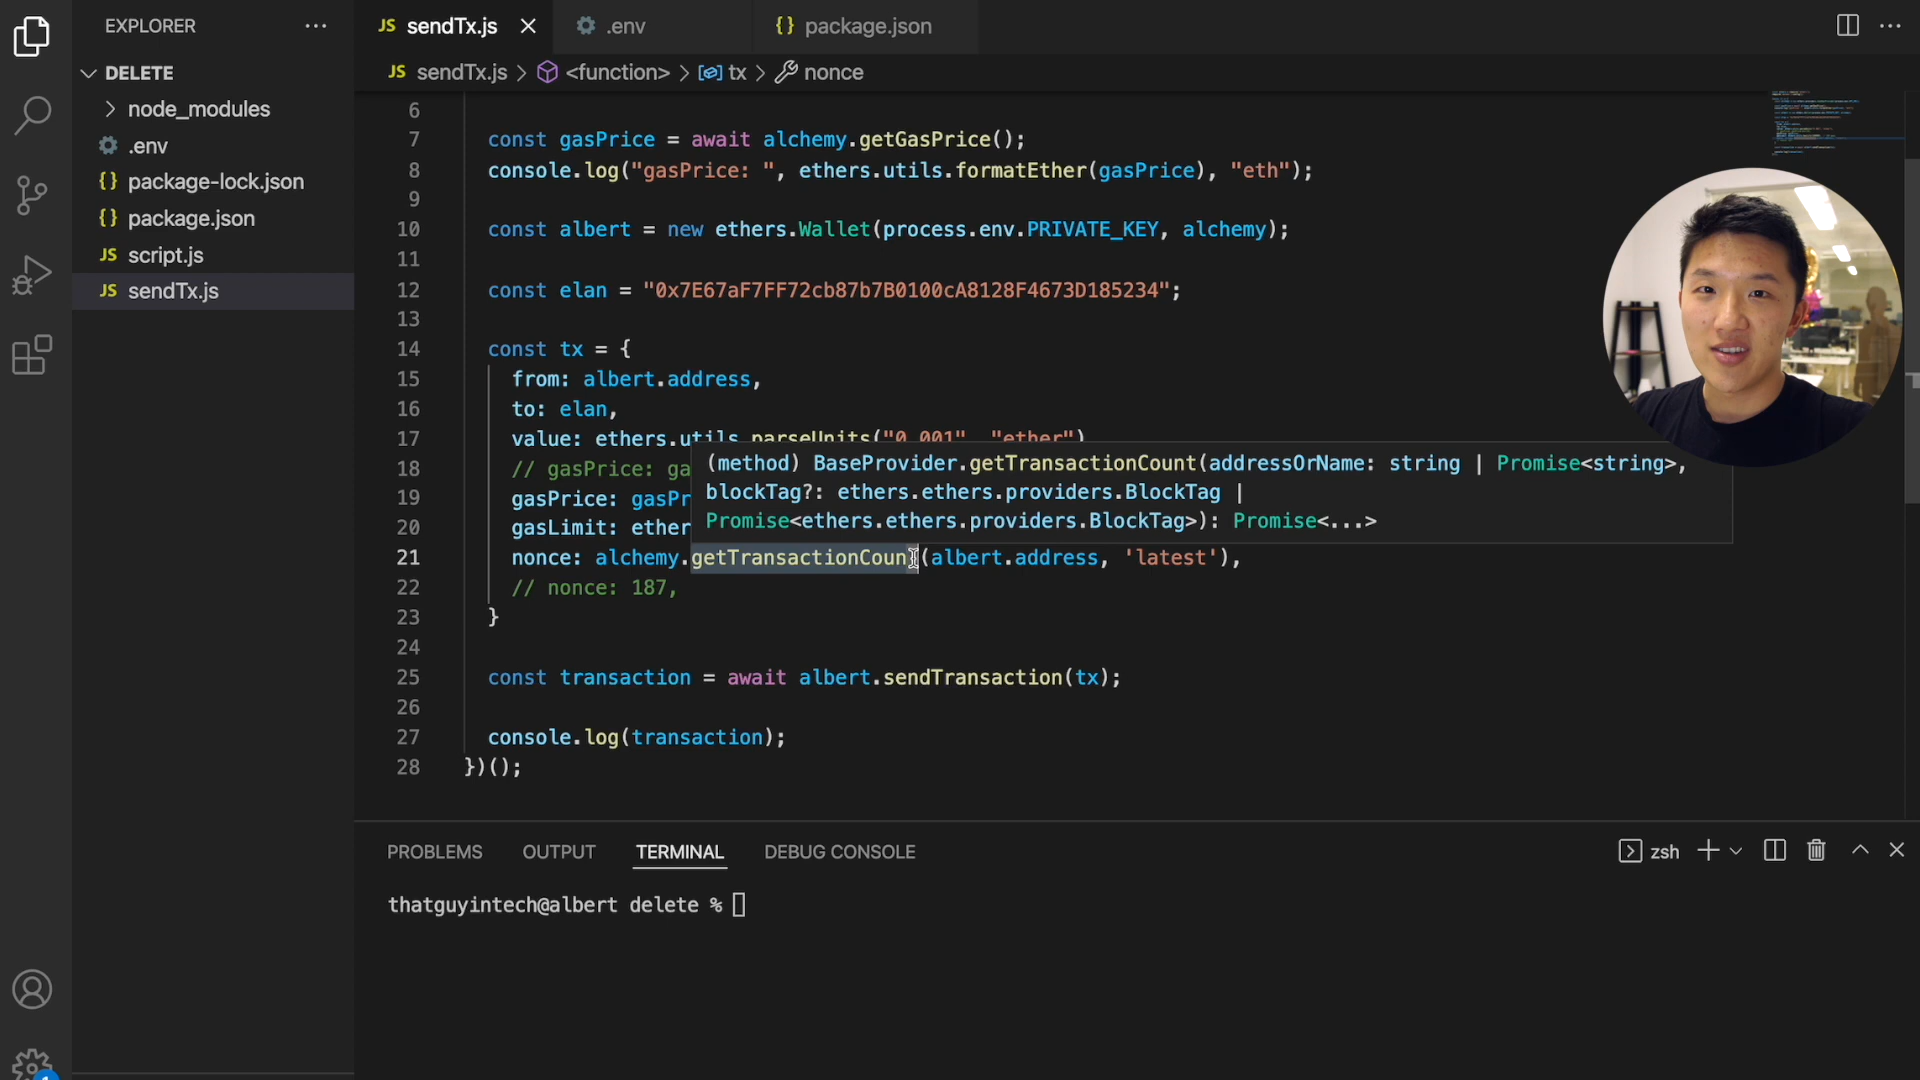 EXPLORER
DELETE
node_modules
.env
package-lock.json
package.json
script.js
sendTx.js
sendTx.js
.env
package.json
sendTx.js > <function> > tx > nonce
6
7 const gasPrice = await alchemy.getGasPrice();
8 console.log("gasPrice: ", ethers.utils.formatEther(gasPrice), "eth");
9
10 const albert = new ethers.Wallet(process.env.PRIVATE_KEY, alchemy);
11
12 const elan = "0x7E67aF7FF72cb87b7B0100cA8128F4673D185234";
13
14 const tx = {
15 from: albert.address,
16 to: elan,
17 value: ethers.utils.parseUnits("0.001", "ether")
18 // gasPrice: ga
19 gasPrice: gasPr
20 gasLimit: ether
(method) BaseProvider.getTransactionCount(addressOrName: string | Promise<string>,
blockTag?: ethers.ethers.providers.BlockTag |
Promise<ethers.ethers.providers.BlockTag>): Promise<...>
21 nonce: alchemy.getTransactionCount(albert.address, 'latest'),
22 // nonce: 187,
23 }
24
25 const transaction = await albert.sendTransaction(tx);
26
27 console.log(transaction);
28 })();
PROBLEMS OUTPUT TERMINAL DEBUG CONSOLE
zsh
thatguyintech@albert delete %